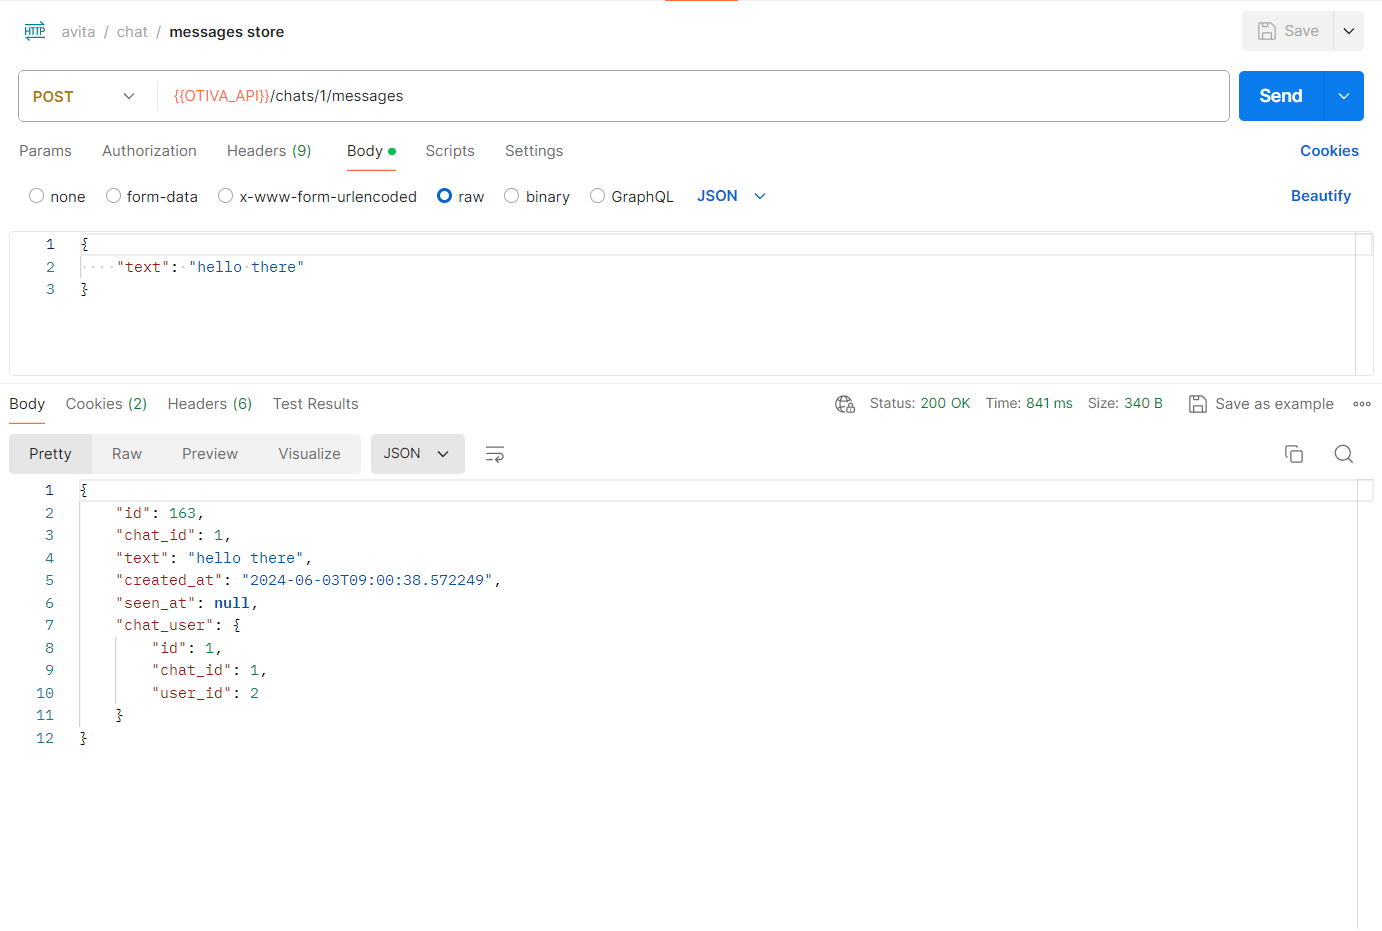 HTTP avita / chat / messages store Save
POST {{OTIVA_API}}/chats/1/messages Send
Params Authorization Headers (9) Body Scripts Settings Cookies
none form-data x-www-form-urlencoded raw binary GraphQL JSON Beautify
1 {
2 ···· "text":·"hello·there"
3 }
Body Cookies (2) Headers (6) Test Results Status: 200 OK Time: 841 ms Size: 340 B Save as example
Pretty Raw Preview Visualize JSON
1 {
2 "id": 163,
3 "chat_id": 1,
4 "text": "hello there",
5 "created_at": "2024-06-03T09:00:38.572249",
6 "seen_at": null,
7 "chat_user": {
8 "id": 1,
9 "chat_id": 1,
10 "user_id": 2
11 }
12 }